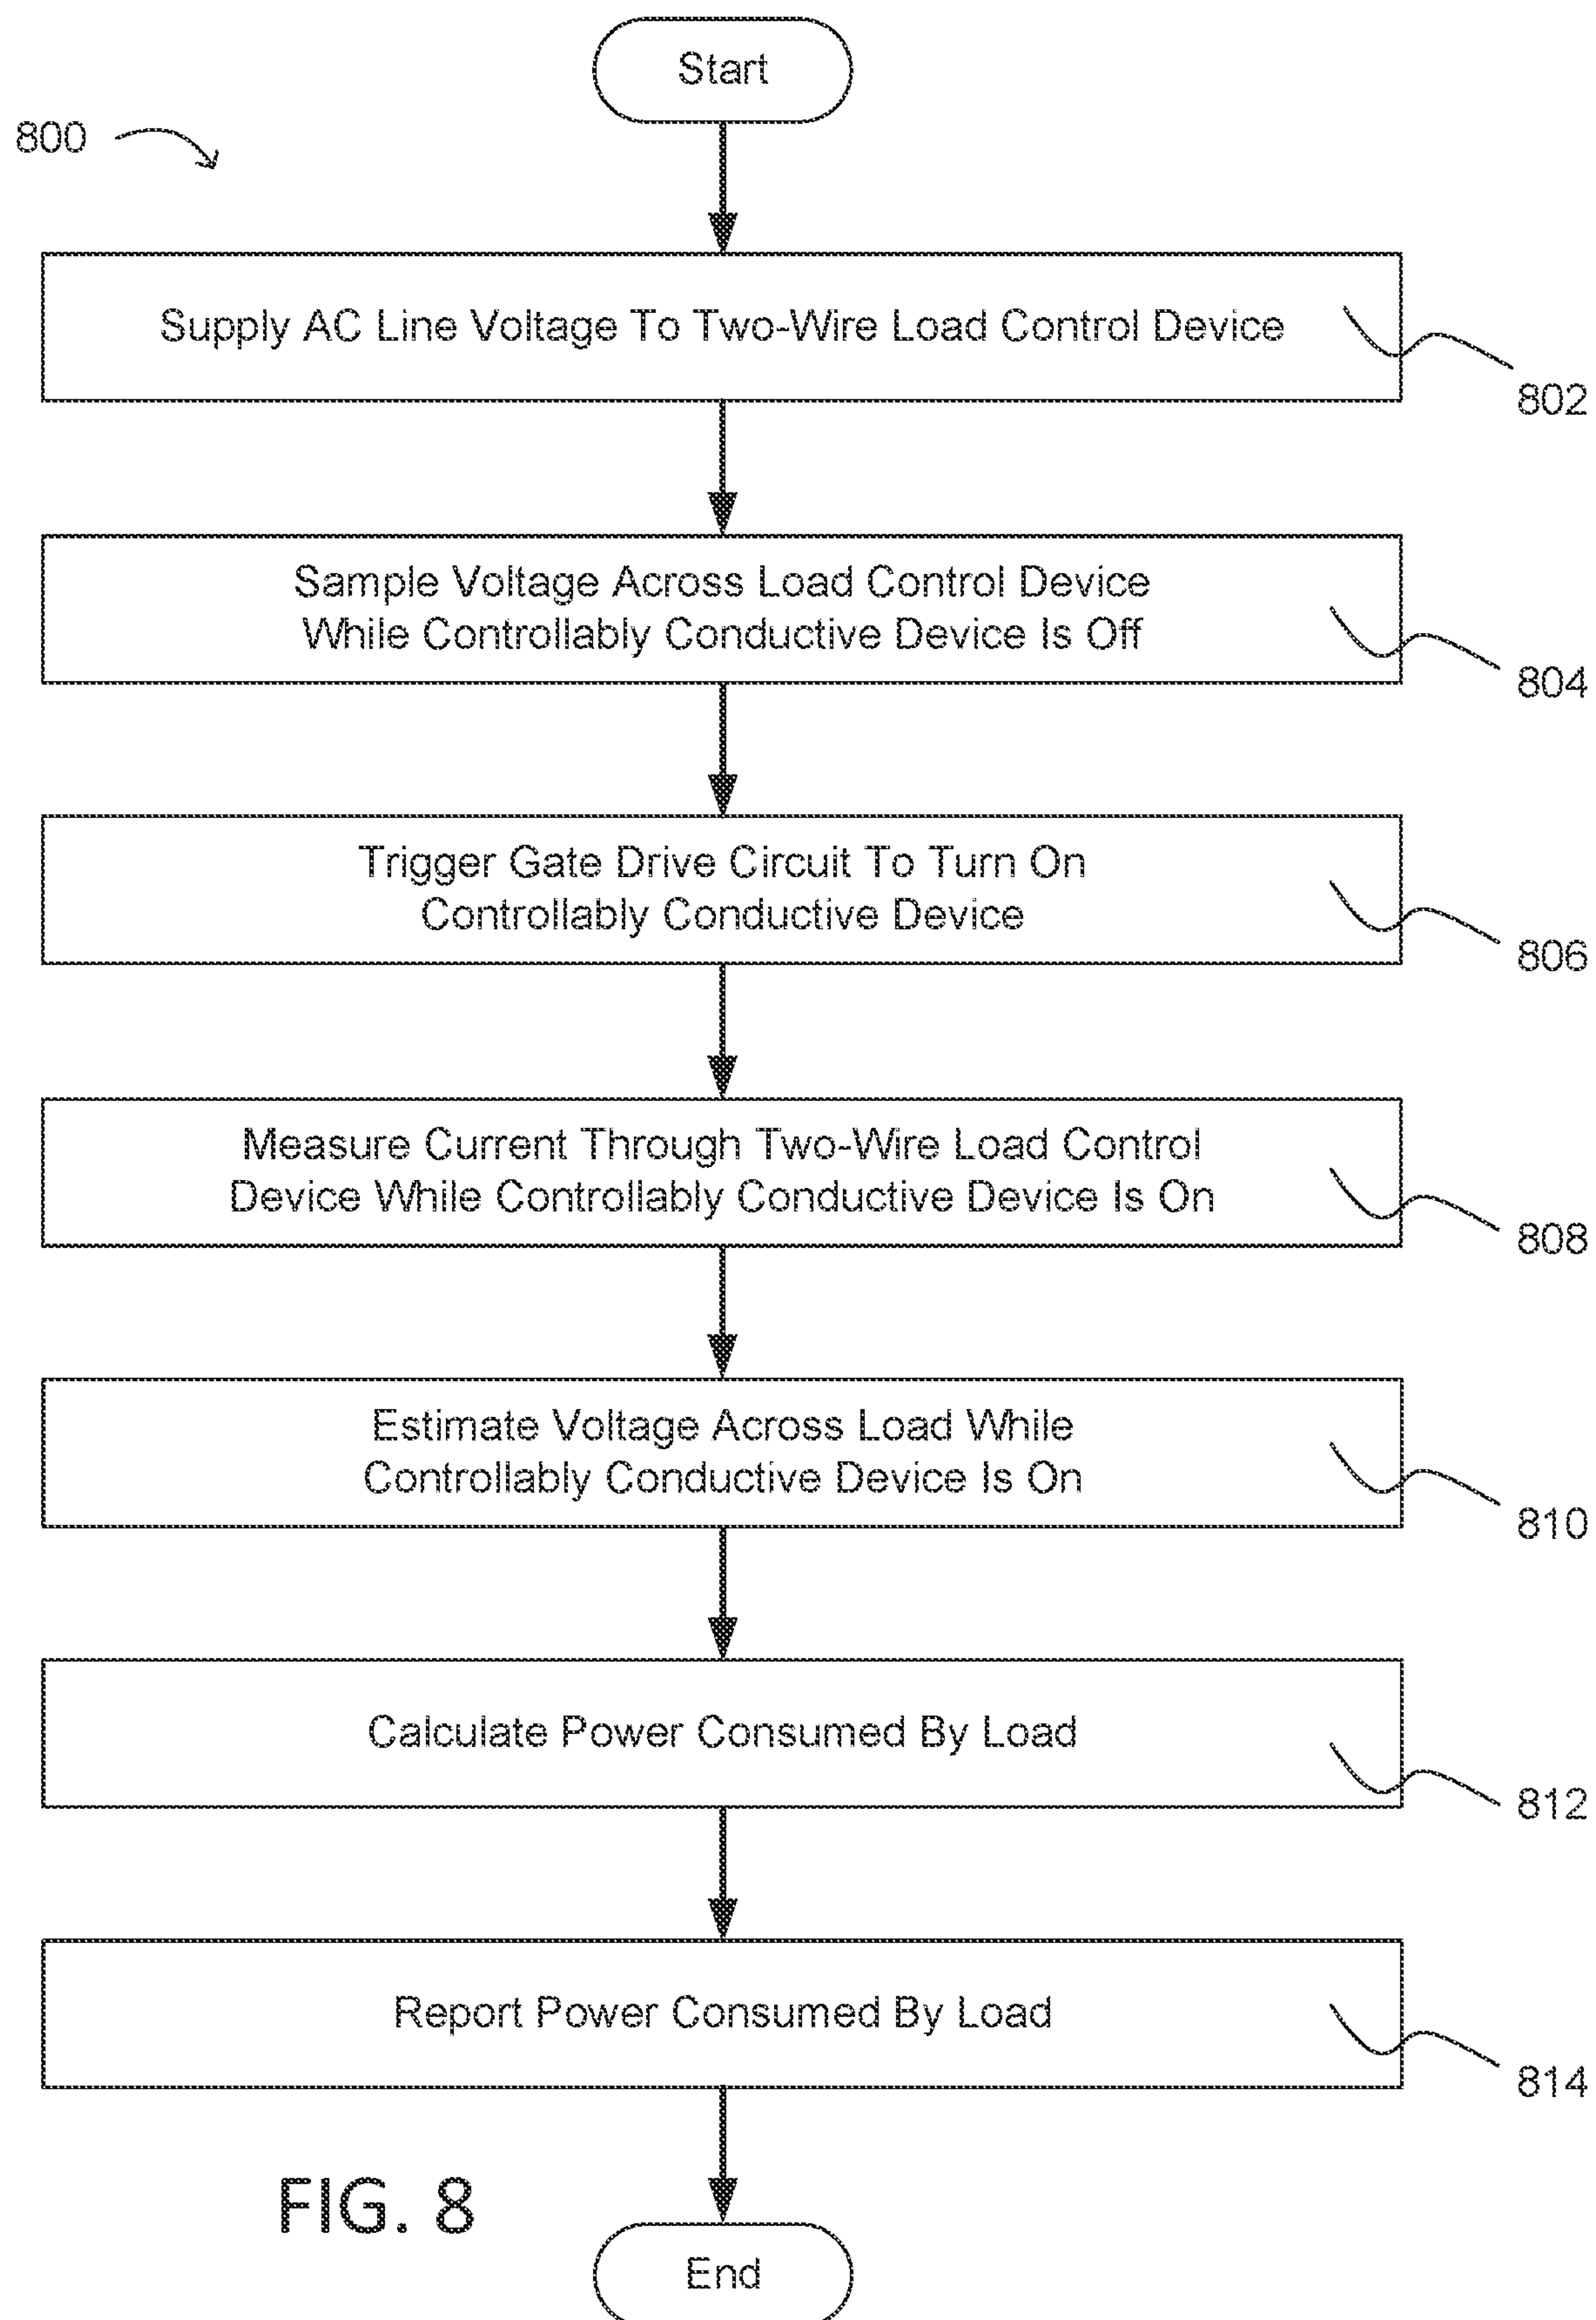 Start
800
Supply AC Line Voltage To Two-Wire Load Control Device
802
Sample Voltage Across Load Control Device
While Controllably Conductive Device Is Off
804
Trigger Gate Drive Circuit To Turn On
Controllably Conductive Device
806
Measure Current Through Two-Wire Load Control
Device While Controllably Conductive Device Is On
808
Estimate Voltage Across Load While
Controllably Conductive Device Is On
810
Calculate Power Consumed By Load
812
Report Power Consumed By Load
814
FIG. 8
End